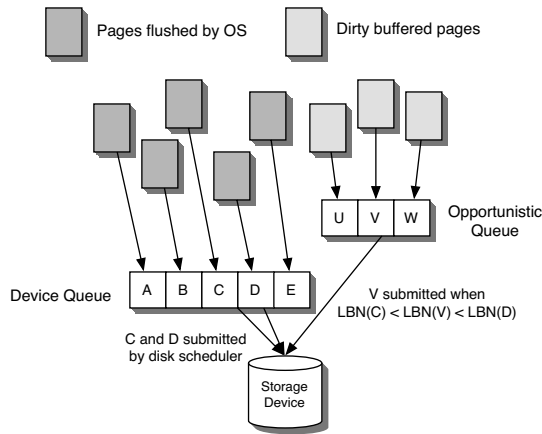 Pages flushed by OS
Dirty buffered pages
U V W
Opportunistic
Queue
Device Queue
A B C D E
V submitted when
LBN(C) < LBN(V) < LBN(D)
C and D submitted
by disk scheduler
Storage
Device